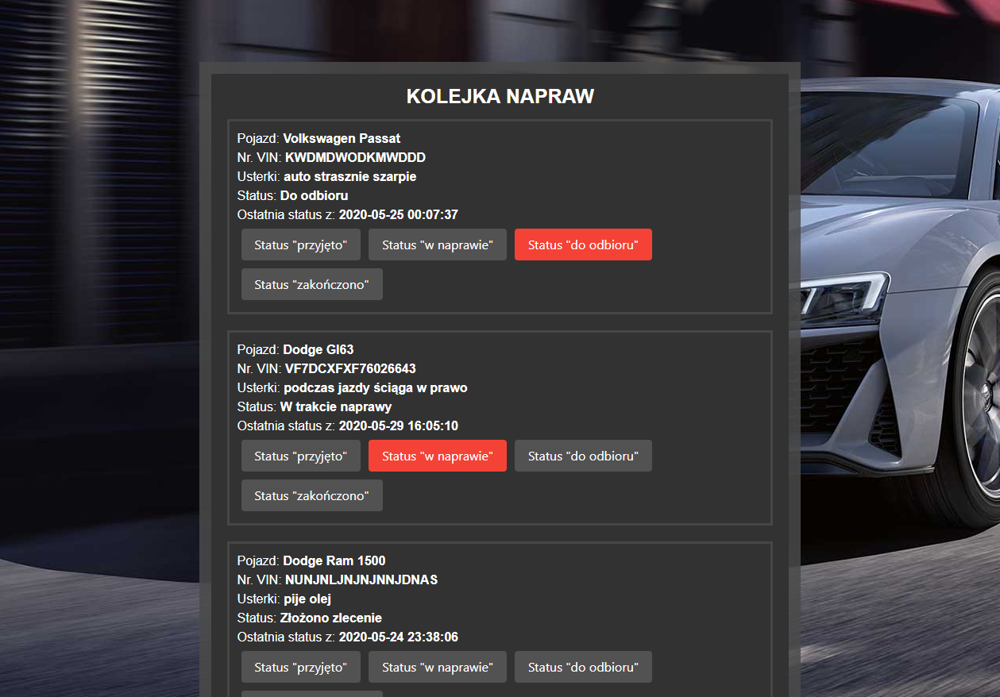 KOLEJKA NAPRAW
Pojazd: Volkswagen Passat
Nr. VIN: KWDMDWODKMWDDD
Usterki: auto strasznie szarpie
Status: Do odbioru
Ostatnia status z: 2020-05-25 00:07:37
Status "przyjęto" Status "w naprawie" Status "do odbioru"
Status "zakończono"
Pojazd: Dodge Gl63
Nr. VIN: VF7DCXFXF76026643
Usterki: podczas jazdy ściąga w prawo
Status: W trakcie naprawy
Ostatnia status z: 2020-05-29 16:05:10
Status "przyjęto" Status "w naprawie" Status "do odbioru"
Status "zakończono"
Pojazd: Dodge Ram 1500
Nr. VIN: NUNJNLJNJNJNNJDNAS
Usterki: pije olej
Status: Złożono zlecenie
Ostatnia status z: 2020-05-24 23:38:06
Status "przyjęto" Status "w naprawie" Status "do odbioru"